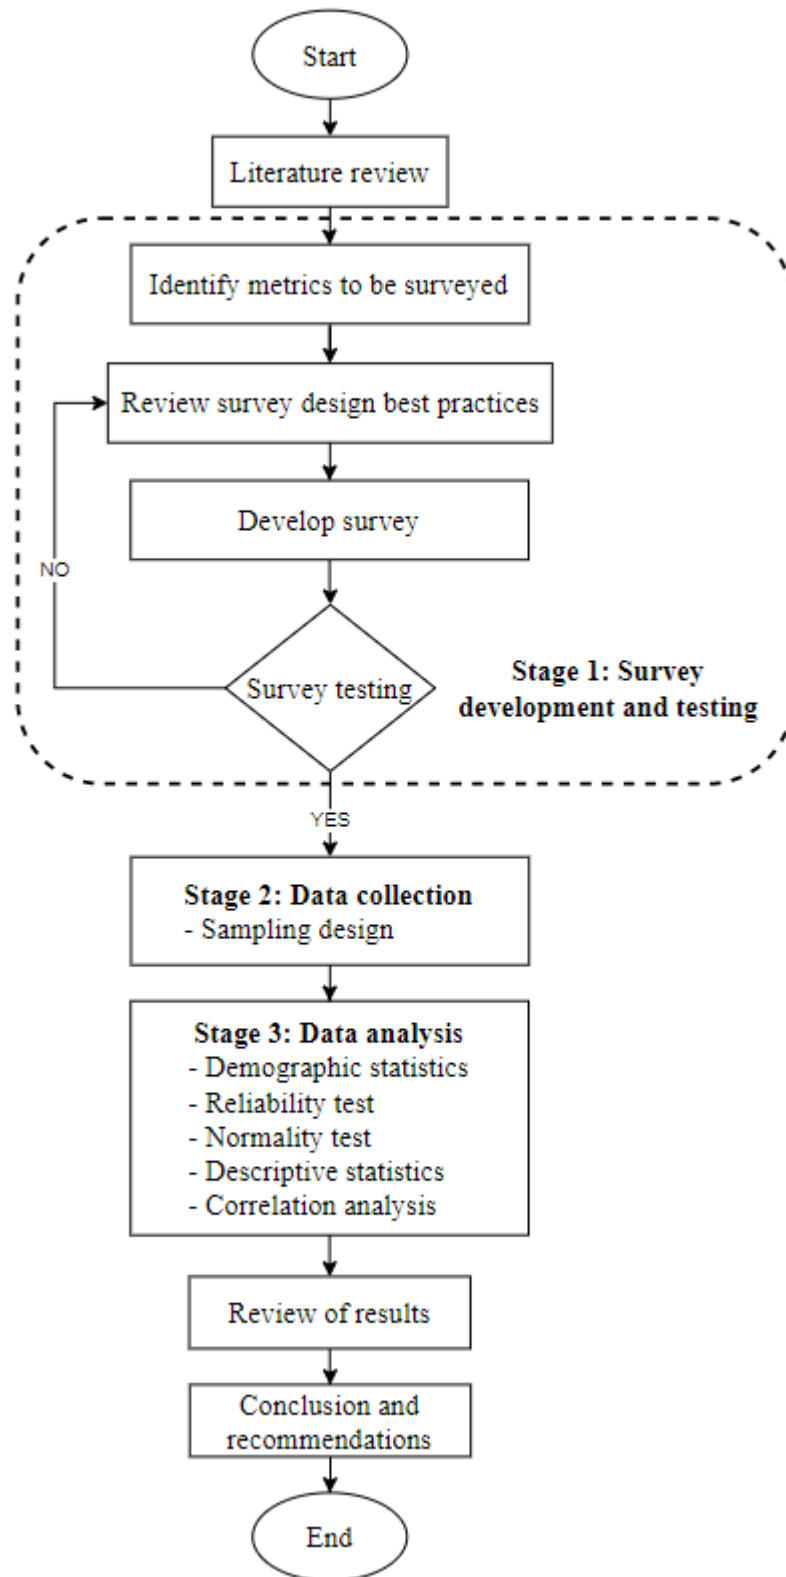 Start
Literature review
Identify metrics to be surveyed
Review survey design best practices
Develop survey
NO
Survey testing
Stage 1: Survey
development and testing
YES
Stage 2: Data collection
- Sampling design
Stage 3: Data analysis
- Demographic statistics
- Reliability test
- Normality test
- Descriptive statistics
- Correlation analysis
Review of results
Conclusion and
recommendations
End